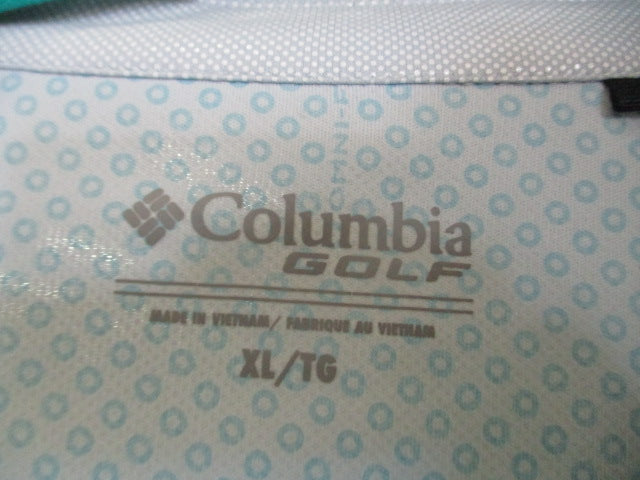 Columbia
GOLF
MADE IN VIETNAM/ FABRIQUE AU VIETNAM
XL/TG